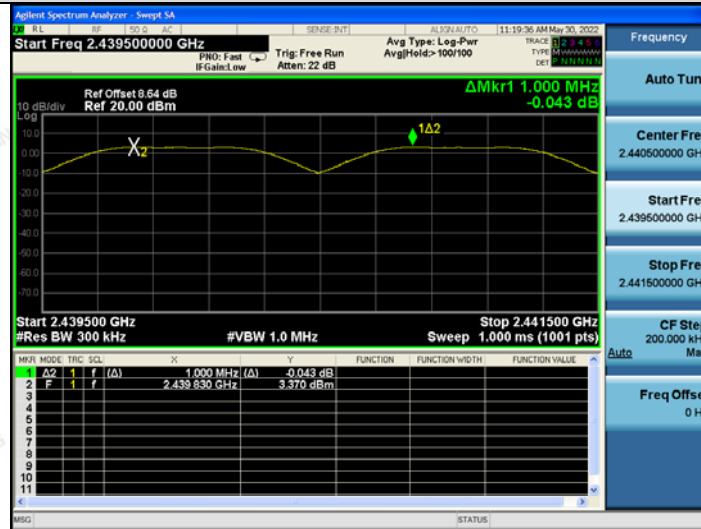 Agilent Spectrum Analyzer - Swept SA
RL RF 50 Ω AC SENSE:INT ALIGNAUTO 11:19:36 AM May 30, 2022
Start Freq 2.439500000 GHz
PNO: Fast
IFGain:Low
Trig: Free Run
Atten: 22 dB
Avg Type: Log-Pwr
Avg|Hold:>100/100
TRACE 1 2 3 4 5 6
TYPE M
DET P N N N N N
Ref Offset 8.64 dB
Ref 20.00 dBm
ΔMkr1 1.000 MHz
-0.043 dB
10 dB/div
Log
10.0
0.00
-10.0
-20.0
-30.0
-40.0
-50.0
-60.0
-70.0
X2
1Δ2
Start 2.439500 GHz
Stop 2.441500 GHz
#Res BW 300 kHz #VBW 1.0 MHz Sweep 1.000 ms (1001 pts)
MKR MODE TRC SCL X Y FUNCTION FUNCTION WIDTH FUNCTION VALUE
1 Δ2 1 f (Δ) 1.000 MHz (Δ) -0.043 dB
2 F 1 f 2.439 830 GHz 3.370 dBm
3
4
5
6
7
8
9
10
11
MSG STATUS
Frequency
Auto Tun
Center Fre
2.440500000 GH
Start Fre
2.439500000 GH
Stop Fre
2.441500000 GH
CF Ste
200.000 kH
Auto Ma
Freq Offse
0 H